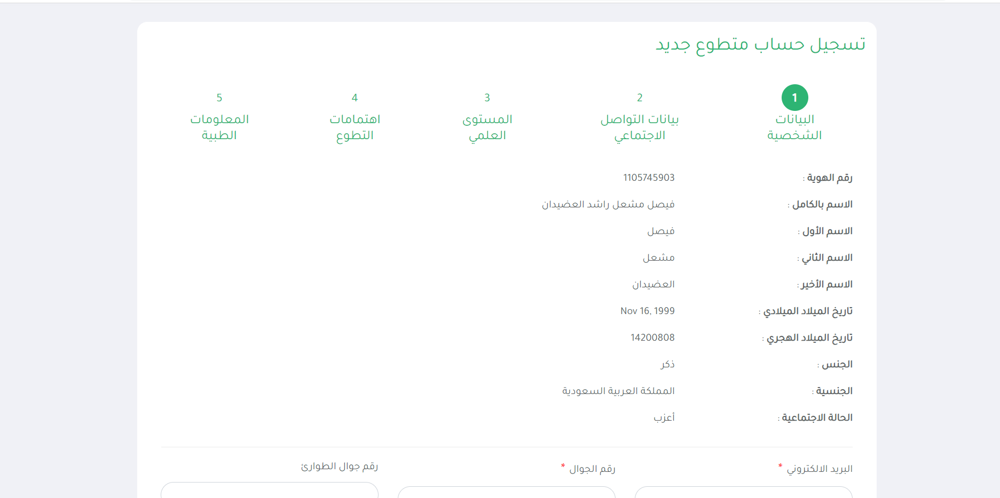 تسجيل حساب متطوع جديد
1
البيانات
الشخصية
2
بيانات التواصل
الاجتماعي
3
المستوى
العلمي
4
اهتمامات
التطوع
5
المعلومات
الطبية
رقم الهوية : 1105745903
الاسم بالكامل : فيصل مشعل راشد العضيدان
الاسم الأول : فيصل
الاسم الثاني : مشعل
الاسم الأخير : العضيدان
تاريخ الميلاد الميلادي : Nov 16, 1999
تاريخ الميلاد الهجري : 14200808
الجنس : ذكر
الجنسية : المملكة العربية السعودية
الحالة الاجتماعية : أعزب
البريد الالكتروني *
رقم الجوال *
رقم جوال الطوارئ